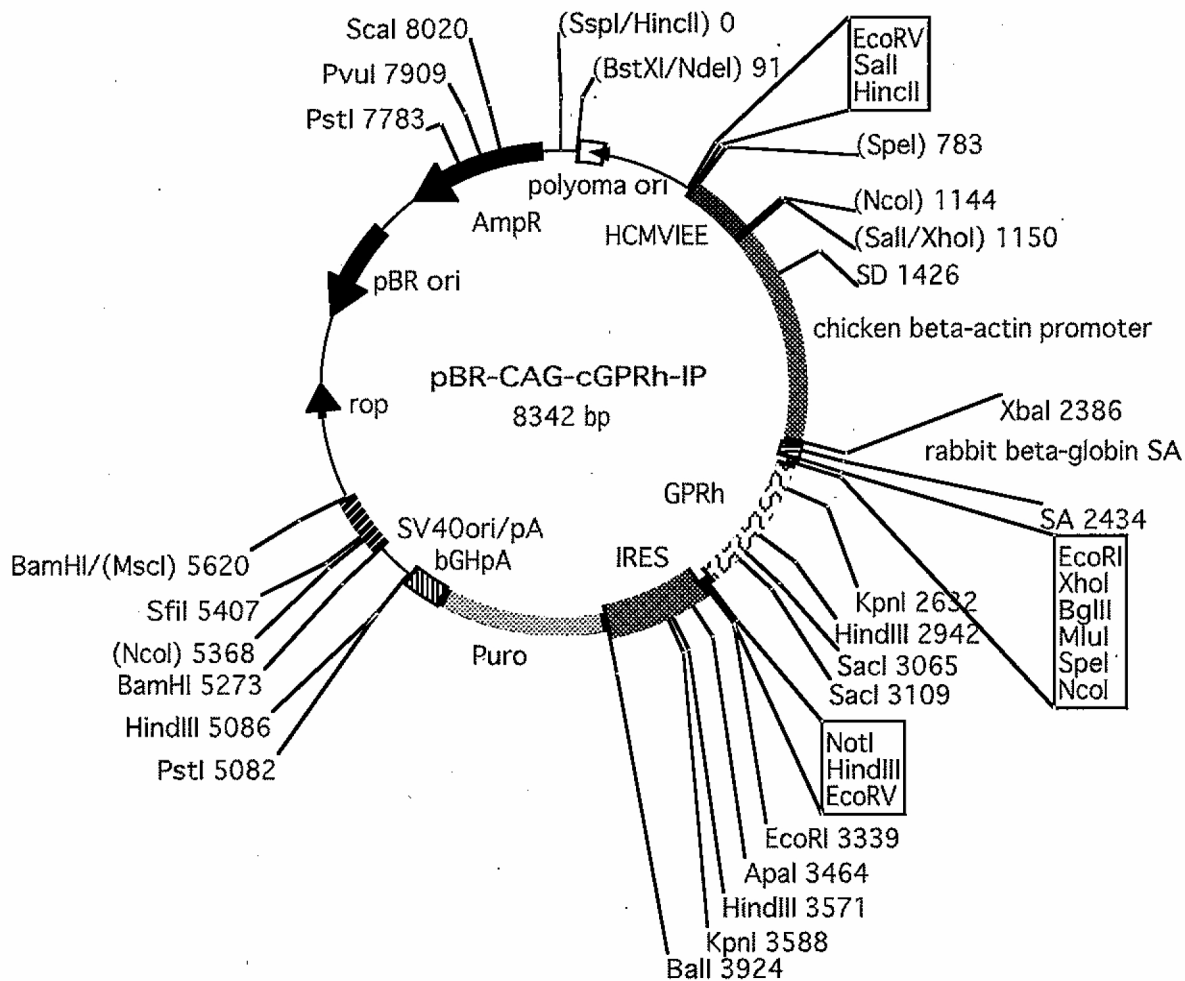 ScaI 8020
(SspI/HincII) 0
PvuI 7909
(BstXI/NdeI) 91
PstI 7783
EcoRV
SalI
HincII
(SpeI) 783
polyoma ori
AmpR
HCMVIEE
(NcoI) 1144
(SalI/XhoI) 1150
SD 1426
pBR ori
chicken beta-actin promoter
pBR-CAG-cGPRh-IP
8342 bp
rop
XbaI 2386
rabbit beta-globin SA
GPRh
SA 2434
SV40ori/pA
bGHpA
IRES
EcoRI
XhoI
BglII
MluI
SpeI
NcoI
BamHI/(MscI) 5620
SfiI 5407
(NcoI) 5368
BamHI 5273
HindIII 5086
PstI 5082
Puro
KpnI 2632
HindIII 2942
SacI 3065
SacI 3109
NotI
HindIII
EcoRV
EcoRI 3339
ApaI 3464
HindIII 3571
KpnI 3588
BalI 3924